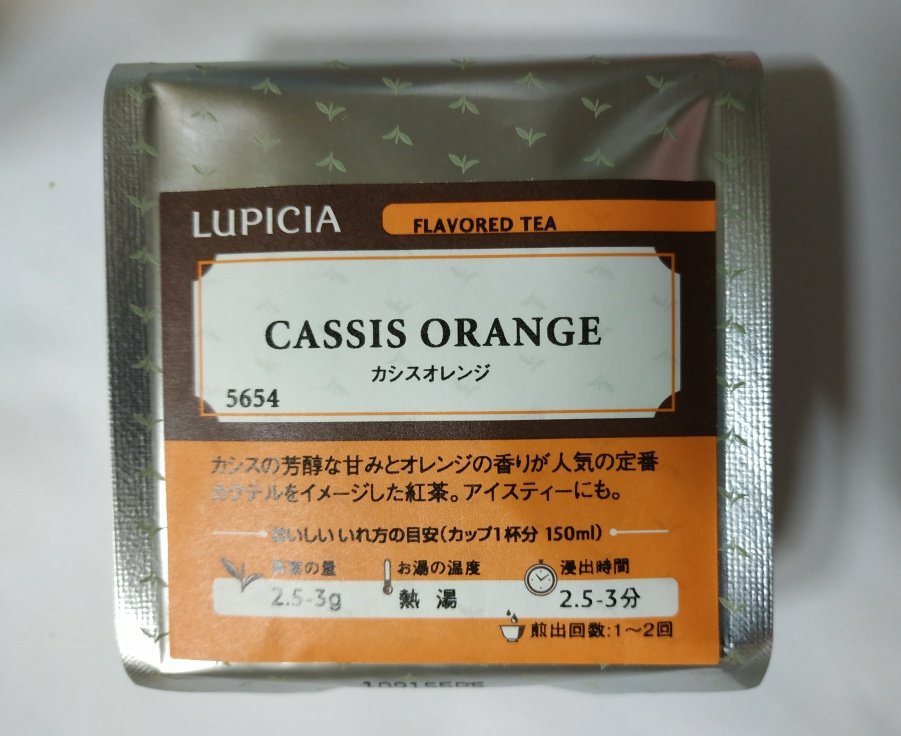 LUPICIA
FLAVORED TEA
CASSIS ORANGE
カシスオレンジ
5654
カシスの芳醇な甘みとオレンジの香りが人気の定番
カクテルをイメージした紅茶。アイスティーにも。
おいしいいれ方の目安(カップ1杯分 150ml)
茶葉の量 お湯の温度 浸出時間
2.5-3g 熱湯 2.5-3分
煎出回数:1〜2回